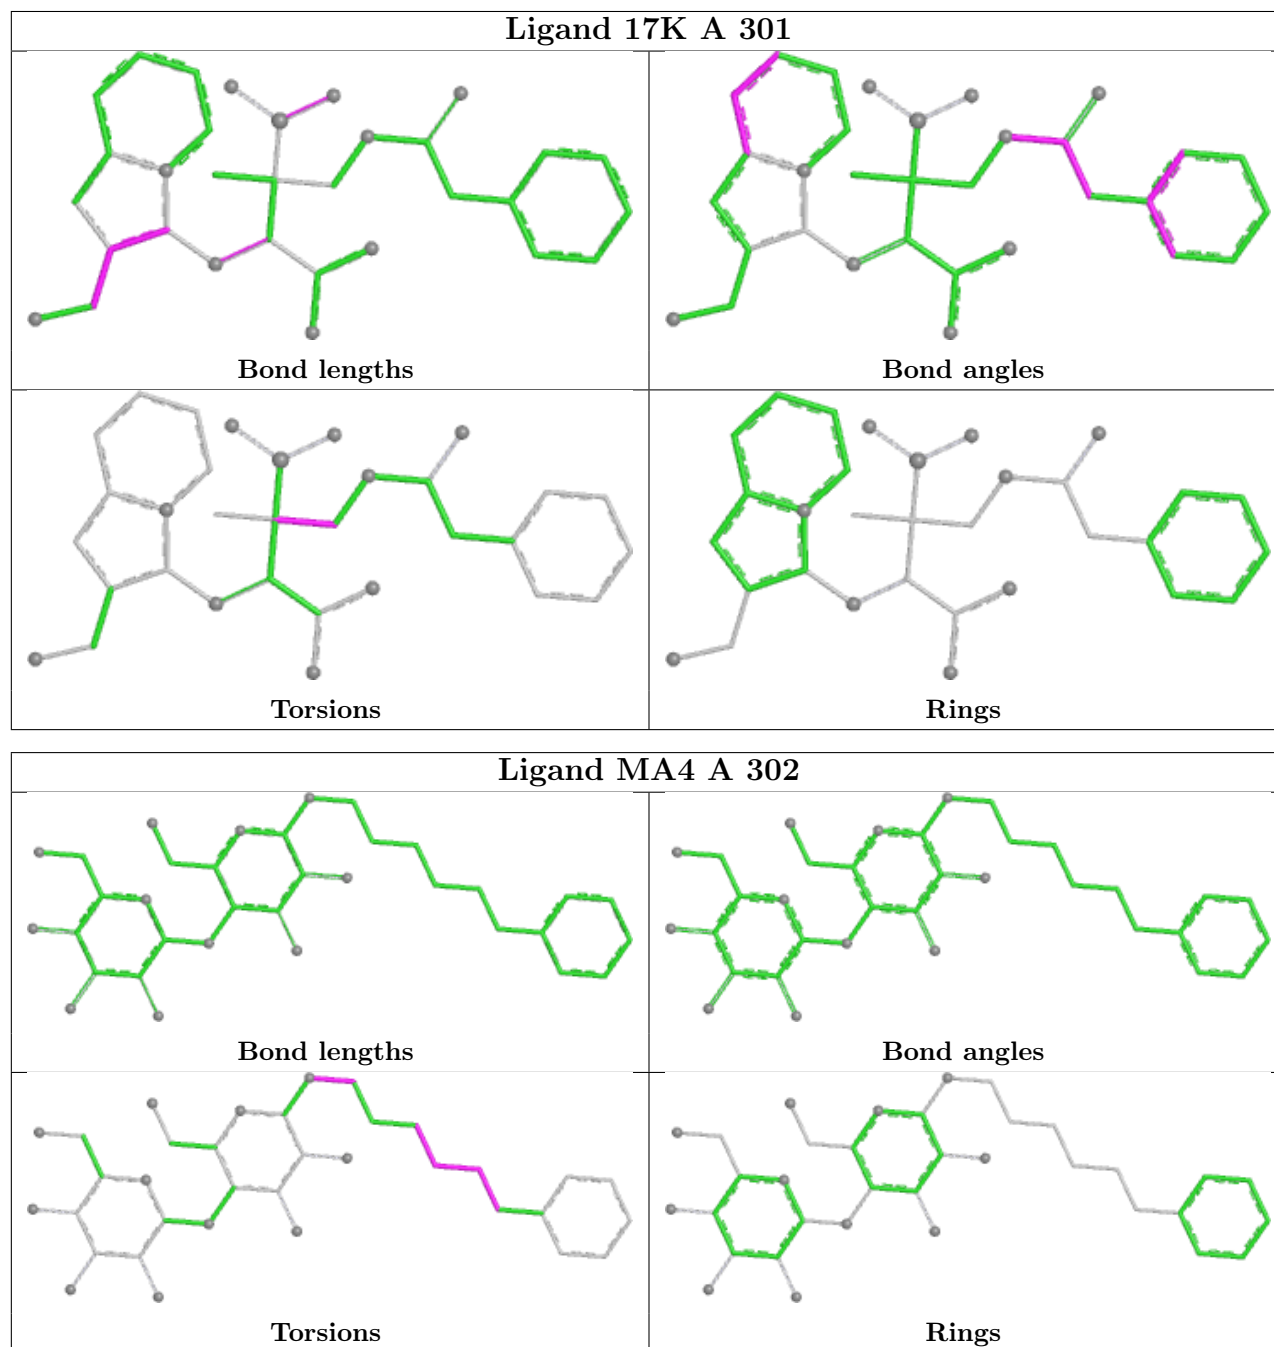 Ligand 17K A 301
Bond lengths
Bond angles
Torsions
Rings
Ligand MA4 A 302
Bond lengths
Bond angles
Torsions
Rings